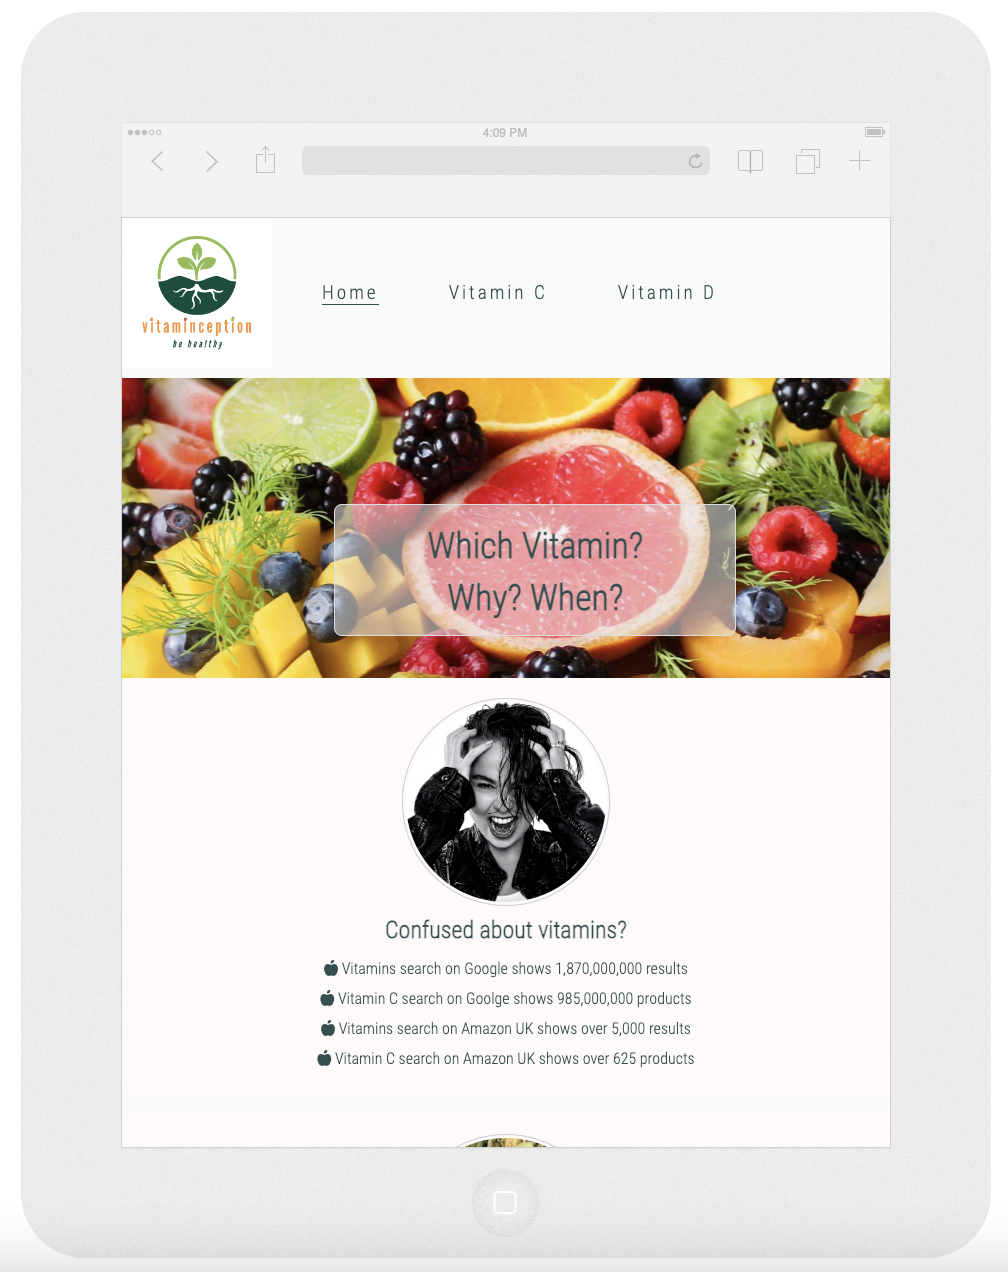 4:09 PM
vitaminception
be healthy
Home
Vitamin C
Vitamin D
Which Vitamin?
Why? When?
Confused about vitamins?
Vitamins search on Google shows 1,870,000,000 results
Vitamin C search on Goolge shows 985,000,000 products
Vitamins search on Amazon UK shows over 5,000 results
Vitamin C search on Amazon UK shows over 625 products